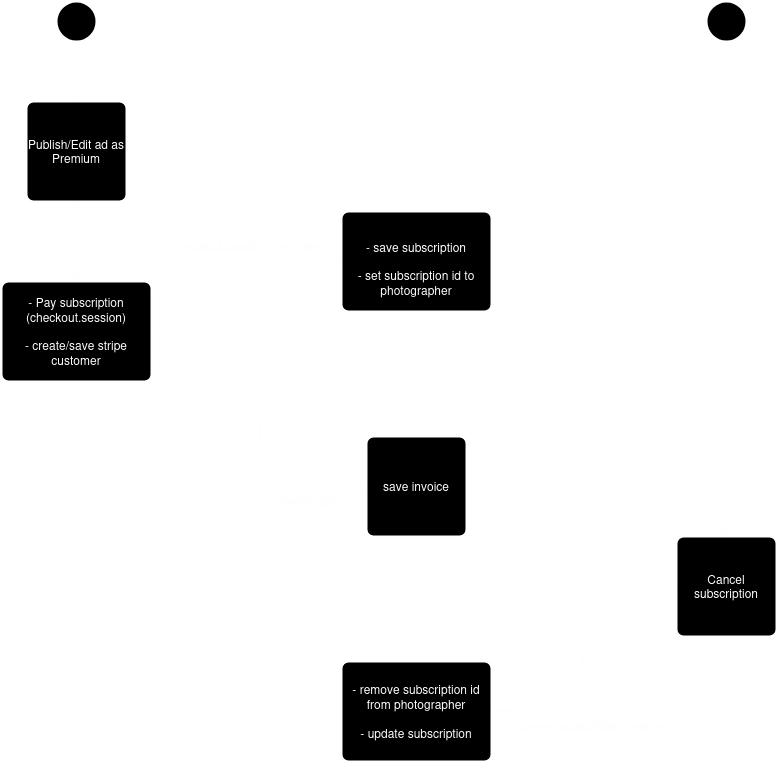 Publish/Edit ad as
Premium
- save subscription
- set subscription id to
photographer
- Pay subscription
(checkout.session)
- create/save stripe
customer
save invoice
Cancel
subscription
- remove subscription id
from photographer
- update subscription